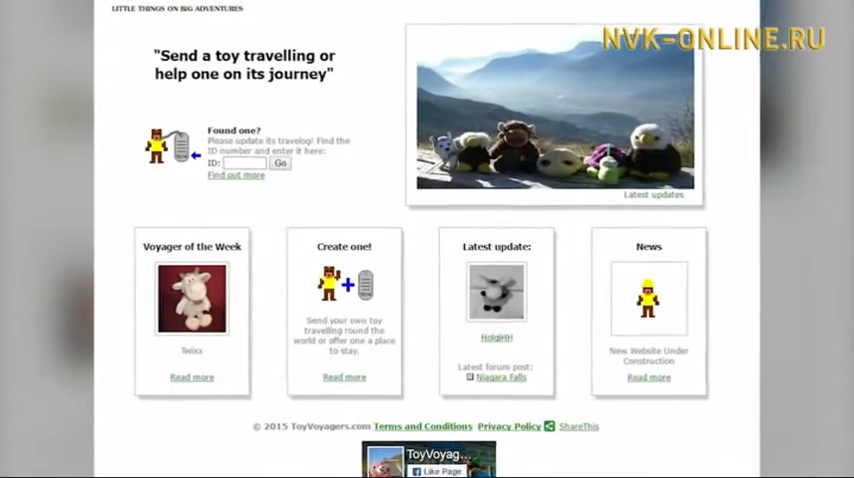 LITTLE THINGS ON BIG ADVENTURES
NVK-ONLINE.RU
"Send a toy travelling or
help one on its journey"
Found one?
Please update its travelog! Find the
ID number and enter it here:
ID: Go
Find out more
Latest updates
Voyager of the Week
Twixx
Read more
Create one!
Send your own toy
travelling round the
world or offer one a place
to stay.
Read more
Latest update:
HolgiHH
Latest forum post:
Niagara Falls
News
New Website Under
Construction
Read more
© 2015 ToyVoyagers.com Terms and Conditions Privacy Policy ShareThis
ToyVoyag...
Like Page